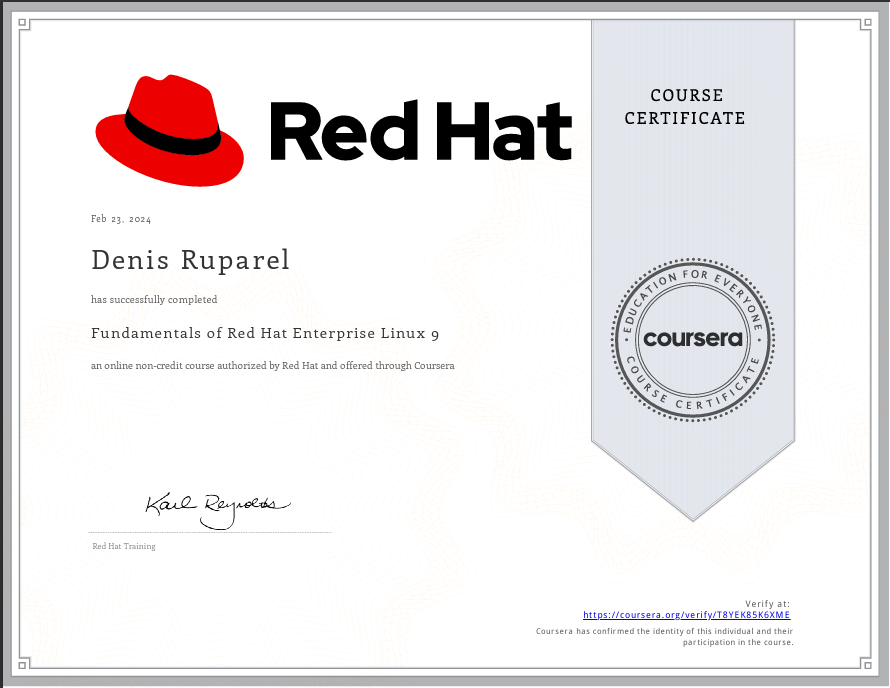 Red Hat
COURSE
CERTIFICATE
Feb 23, 2024
Denis Ruparel
has successfully completed
Fundamentals of Red Hat Enterprise Linux 9
an online non-credit course authorized by Red Hat and offered through Coursera
EDUCATION FOR EVERYONE
coursera
COURSE CERTIFICATE
Karl Reynolds
Red Hat Training
Verify at:
https://coursera.org/verify/T8YEK85K6XME
Coursera has confirmed the identity of this individual and their
participation in the course.